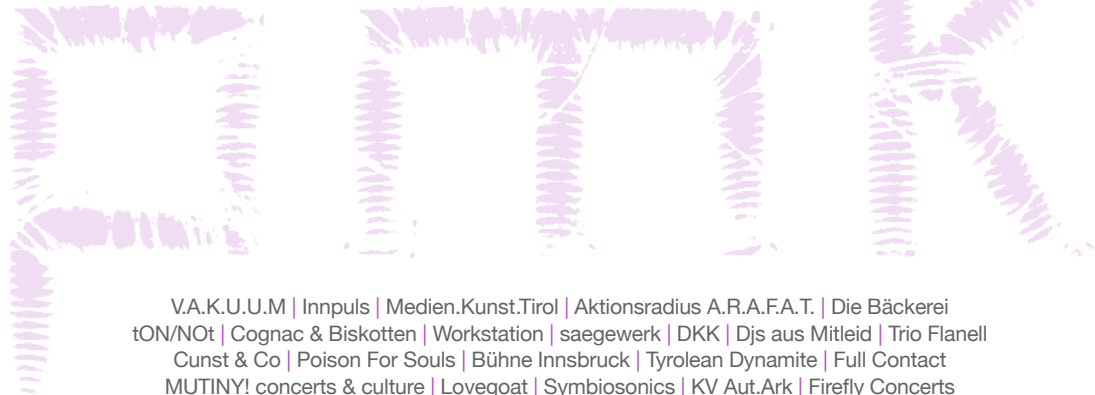 pmk
V.A.K.U.U.M | Innpuls | Medien.Kunst.Tirol | Aktionsradius A.R.A.F.A.T. | Die Bäckerei
tON/NOt | Cognac & Biskotten | Workstation | saegewerk | DKK | Djs aus Mitleid | Trio Flanell
Cunst & Co | Poison For Souls | Bühne Innsbruck | Tyrolean Dynamite | Full Contact
MUTINY! concerts & culture | Lovegoat | Symbiosonics | KV Aut.Ark | Firefly Concerts